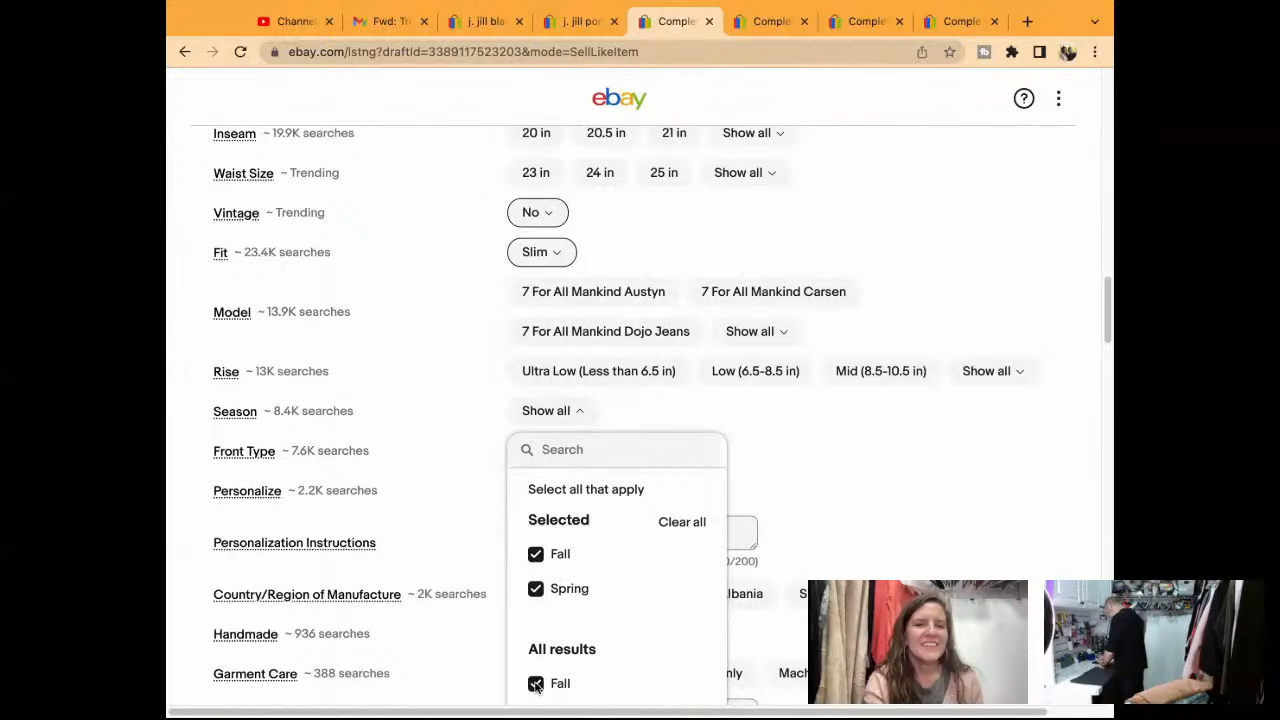 Channel
Fwd: Tr
j. jill bla
j. jill por
Comple
Comple
Comple
Comple
ebay.com/lstng?draftId=3389117523203&mode=SellLikeItem
ebay
Inseam ~ 19.9K searches 20 in 20.5 in 21 in Show all
Waist Size ~ Trending 23 in 24 in 25 in Show all
Vintage ~ Trending No
Fit ~ 23.4K searches Slim
7 For All Mankind Austyn 7 For All Mankind Carsen
Model ~ 13.9K searches
7 For All Mankind Dojo Jeans Show all
Rise ~ 13K searches Ultra Low (Less than 6.5 in) Low (6.5-8.5 in) Mid (8.5-10.5 in) Show all
Season ~ 8.4K searches Show all
Front Type ~ 7.6K searches Search
Personalize ~ 2.2K searches Select all that apply
Selected Clear all
Personalization Instructions
Fall
/200)
Spring
Country/Region of Manufacture ~ 2K searches lbania S
Handmade ~ 936 searches
All results
Garment Care ~ 388 searches Fall nly Mach